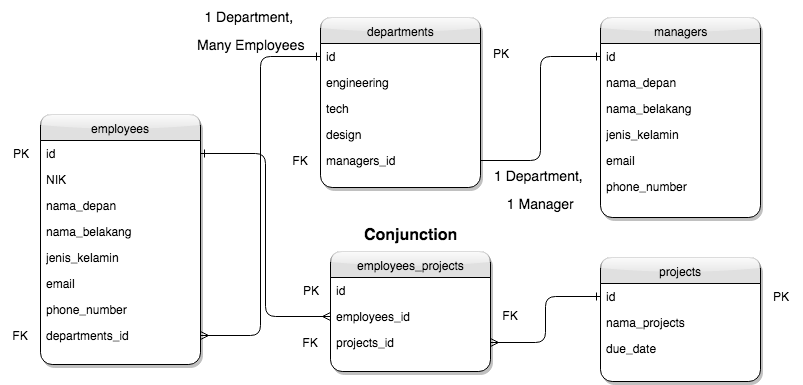 1 Department,
Many Employees
departments
PK
id
engineering
tech
design
FK
managers_id
managers
id
nama_depan
nama_belakang
jenis_kelamin
email
phone_number
1 Department,
1 Manager
employees
PK
id
NIK
nama_depan
nama_belakang
jenis_kelamin
email
phone_number
FK
departments_id
Conjunction
employees_projects
PK
id
employees_id
FK
FK
projects_id
projects
id
PK
nama_projects
due_date